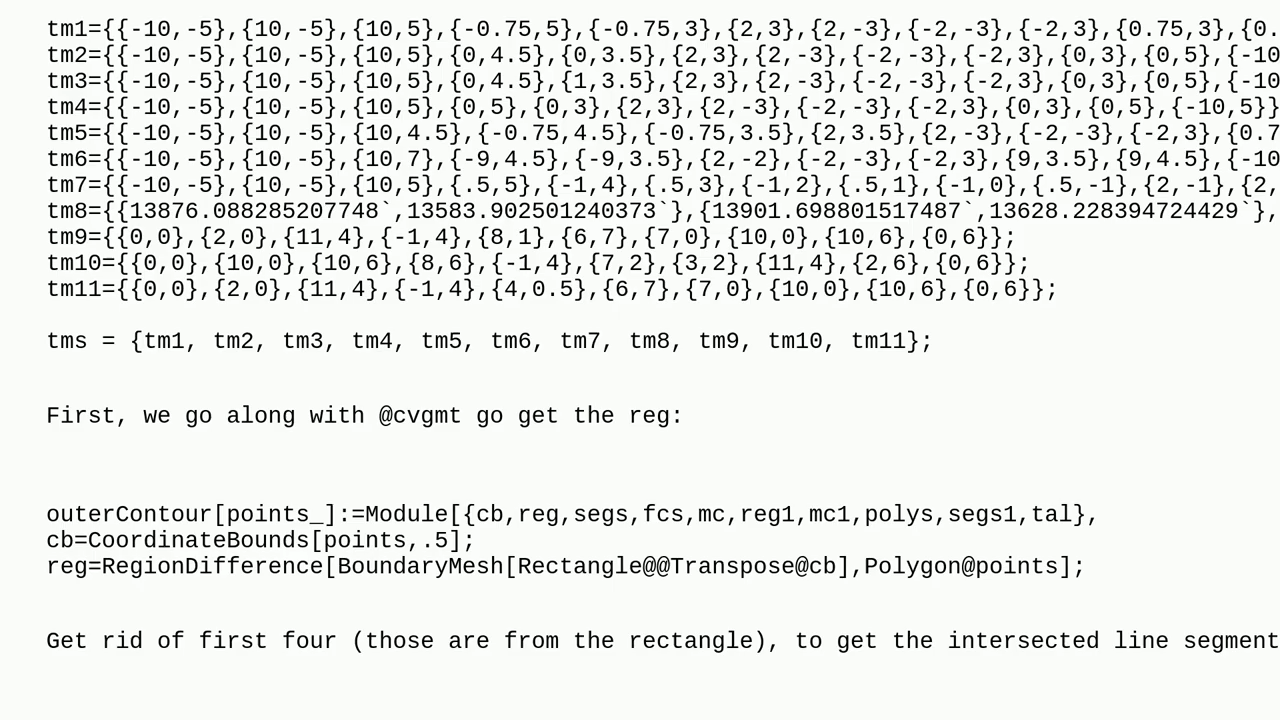 tm1={{-10,-5},{10,-5},{10,5},{-0.75,5},{-0.75,3},{2,3},{2,-3},{-2,-3},{-2,3},{0.75,3},{0.
tm2={{-10,-5},{10,-5},{10,5},{0,4.5},{0,3.5},{2,3},{2,-3},{-2,-3},{-2,3},{0,3},{0,5},{-10
tm3={{-10,-5},{10,-5},{10,5},{0,4.5},{1,3.5},{2,3},{2,-3},{-2,-3},{-2,3},{0,3},{0,5},{-10
tm4={{-10,-5},{10,-5},{10,5},{0,5},{0,3},{2,3},{2,-3},{-2,-3},{-2,3},{0,3},{0,5},{-10,5}}
tm5={{-10,-5},{10,-5},{10,4.5},{-0.75,4.5},{-0.75,3.5},{2,3.5},{2,-3},{-2,-3},{-2,3},{0.7
tm6={{-10,-5},{10,-5},{10,7},{-9,4.5},{-9,3.5},{2,-2},{-2,-3},{-2,3},{9,3.5},{9,4.5},{-10
tm7={{-10,-5},{10,-5},{10,5},{.5,5},{-1,4},{.5,3},{-1,2},{.5,1},{-1,0},{.5,-1},{2,-1},{2,
tm8={{13876.088285207748`,13583.902501240373`},{13901.698801517487`,13628.228394724429`},
tm9={{0,0},{2,0},{11,4},{-1,4},{8,1},{6,7},{7,0},{10,0},{10,6},{0,6}};
tm10={{0,0},{10,0},{10,6},{8,6},{-1,4},{7,2},{3,2},{11,4},{2,6},{0,6}};
tm11={{0,0},{2,0},{11,4},{-1,4},{4,0.5},{6,7},{7,0},{10,0},{10,6},{0,6}};
tms = {tm1, tm2, tm3, tm4, tm5, tm6, tm7, tm8, tm9, tm10, tm11};
First, we go along with @cvgmt go get the reg:
outerContour[points_]:=Module[{cb,reg,segs,fcs,mc,reg1,mc1,polys,segs1,tal},
cb=CoordinateBounds[points,.5];
reg=RegionDifference[BoundaryMesh[Rectangle@@Transpose@cb],Polygon@points];
Get rid of first four (those are from the rectangle), to get the intersected line segment